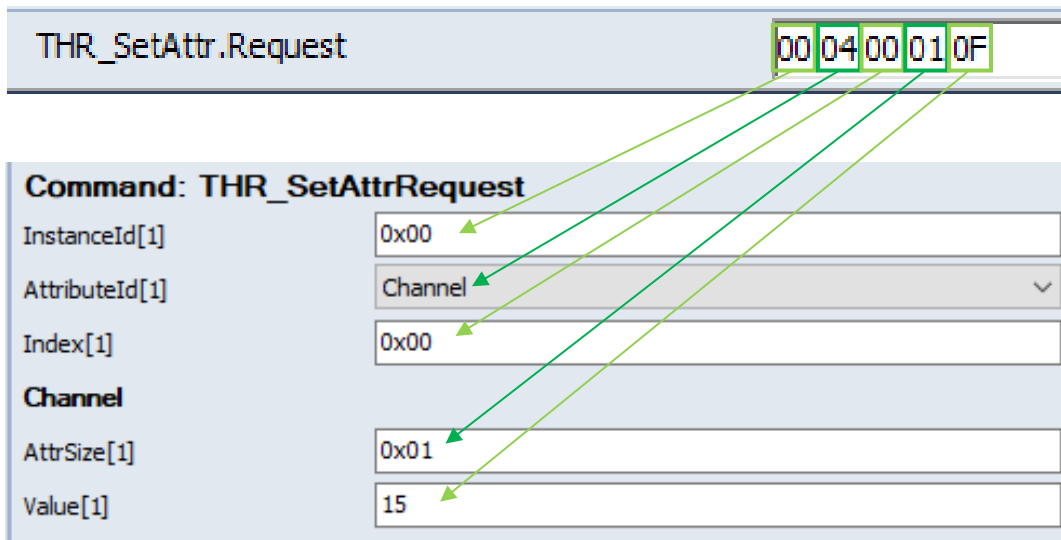 THR_SetAttr.Request 00 04 00 01 0F
Command: THR_SetAttrRequest
InstanceId[1] 0x00
AttributeId[1] Channel
Index[1] 0x00
Channel
AttrSize[1] 0x01
Value[1] 15